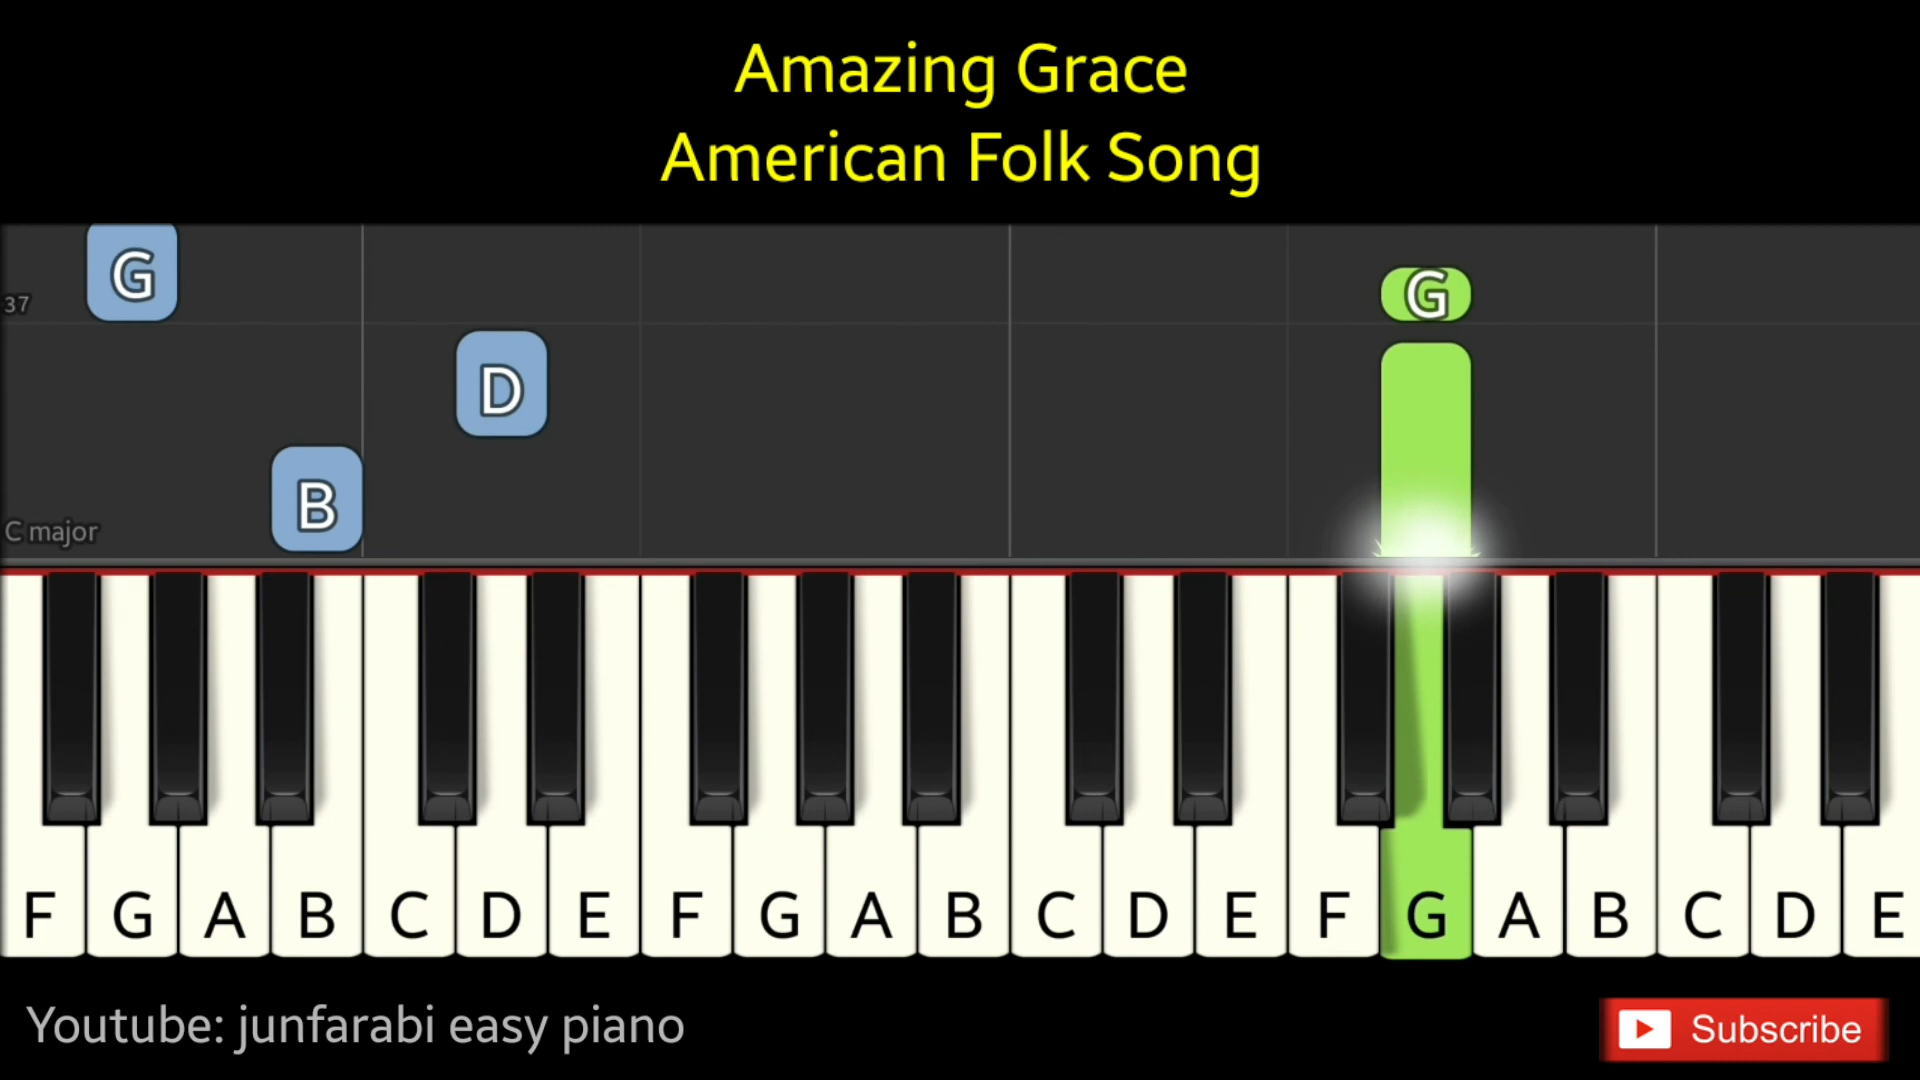 Amazing Grace
American Folk Song
G
G
37
D
B
C major
F G A B C D E F G A B C D E F G A B C D E
Youtube: junfarabi easy piano
Subscribe